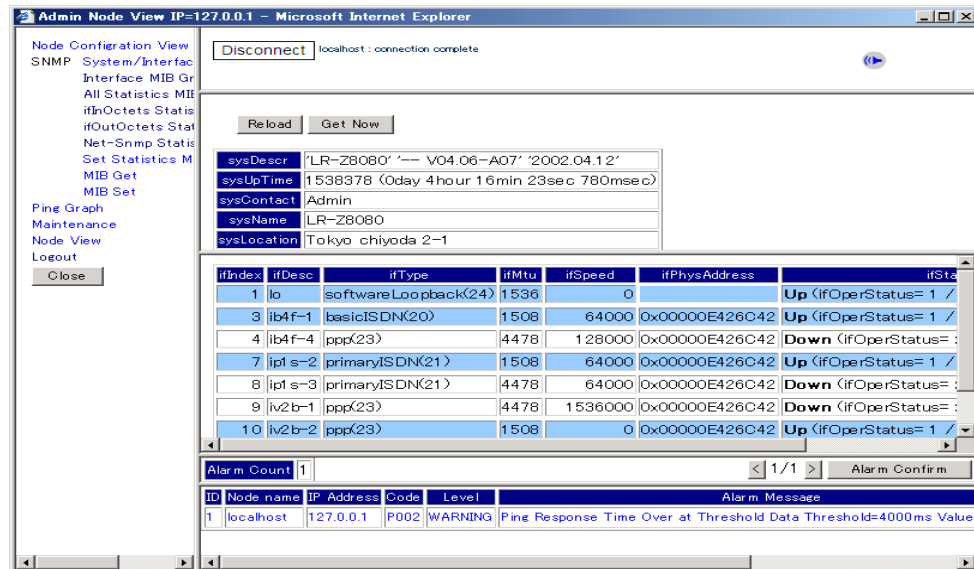 Admin Node View IP=127.0.0.1 - Microsoft Internet Explorer
Node Configration View
SNMP System/Interfac
Interface MIB Gr
All Statistics MIB
ifInOctets Statis
ifOutOctets Stat
Net-Snmp Statis
Set Statistics M
MIB Get
MIB Set
Ping Graph
Maintenance
Node View
Logout
Close
Disconnect localhost : connection complete
Reload Get Now
sysDescr 'LR-Z8080' '-- V04.06-A07' '2002.04.12'
sysUpTime 1538378 (0day 4hour 16min 23sec 780msec)
sysContact Admin
sysName LR-Z8080
sysLocation Tokyo chiyoda 2-1
ifIndex ifDesc ifType ifMtu ifSpeed ifPhysAddress ifSta
1 lo softwareLoopback(24) 1536 0 Up (ifOperStatus= 1 /
3 ib4f-1 basicISDN(20) 1508 64000 0x00000E426C42 Up (ifOperStatus= 1 /
4 ib4f-4 ppp(23) 4478 128000 0x00000E426C42 Down (ifOperStatus=
7 ip1s-2 primaryISDN(21) 1508 64000 0x00000E426C42 Up (ifOperStatus= 1 /
8 ip1s-3 primaryISDN(21) 4478 64000 0x00000E426C42 Down (ifOperStatus=
9 iv2b-1 ppp(23) 4478 1536000 0x00000E426C42 Down (ifOperStatus=
10 iv2b-2 ppp(23) 1508 0 0x00000E426C42 Up (ifOperStatus= 1 /
Alarm Count 1 < 1/1 > Alarm Confirm
ID Node name IP Address Code Level Alarm Message
1 localhost 127.0.0.1 P002 WARNING Ping Response Time Over at Threshold Data Threshold=4000ms Value